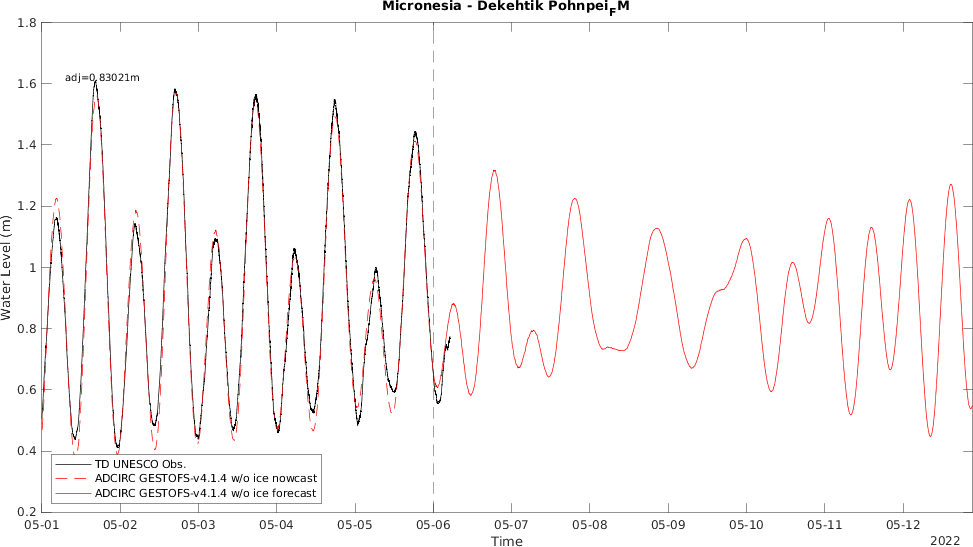 Micronesia - Dekehtik Pohnpei_FM
1.8
1.6
1.4
1.2
1
0.8
0.6
0.4
0.2
Water Level (m)
adj=0.83021m
TD UNESCO Obs.
ADCIRC GESTOFS-v4.1.4 w/o ice nowcast
ADCIRC GESTOFS-v4.1.4 w/o ice forecast
05-01 05-02 05-03 05-04 05-05 05-06 05-07 05-08 05-09 05-10 05-11 05-12
Time
2022